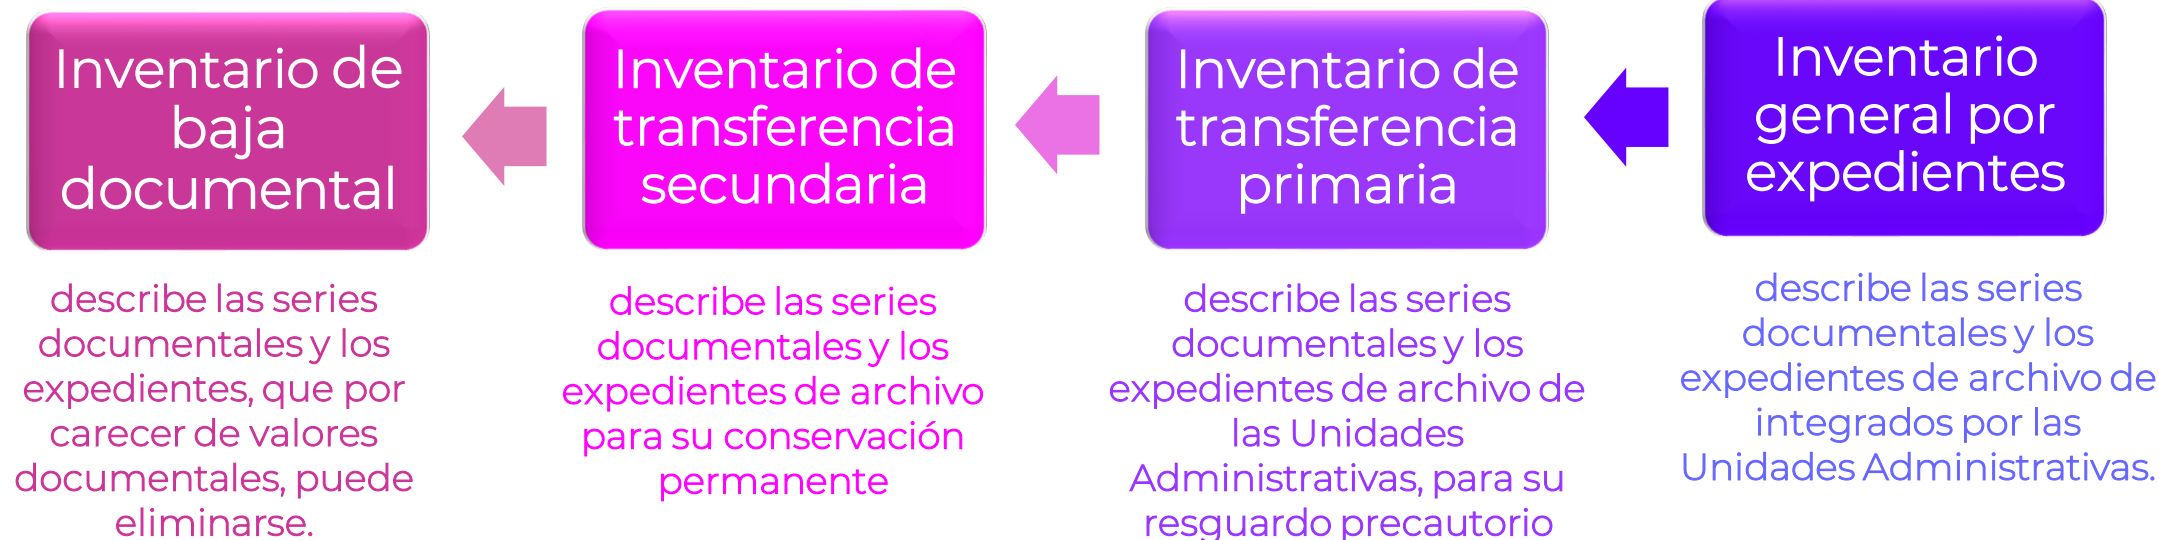 Inventario de
baja
documental
describe las series
documentales y los
expedientes, que por
carecer de valores
documentales, puede
eliminarse.
Inventario de
transferencia
secundaria
describe las series
documentales y los
expedientes de archivo
para su conservación
permanente
Inventario de
transferencia
primaria
describe las series
documentales y los
expedientes de archivo de
las Unidades
Administrativas, para su
resguardo precautorio
Inventario
general por
expedientes
describe las series
documentales y los
expedientes de archivo de
integrados por las
Unidades Administrativas.